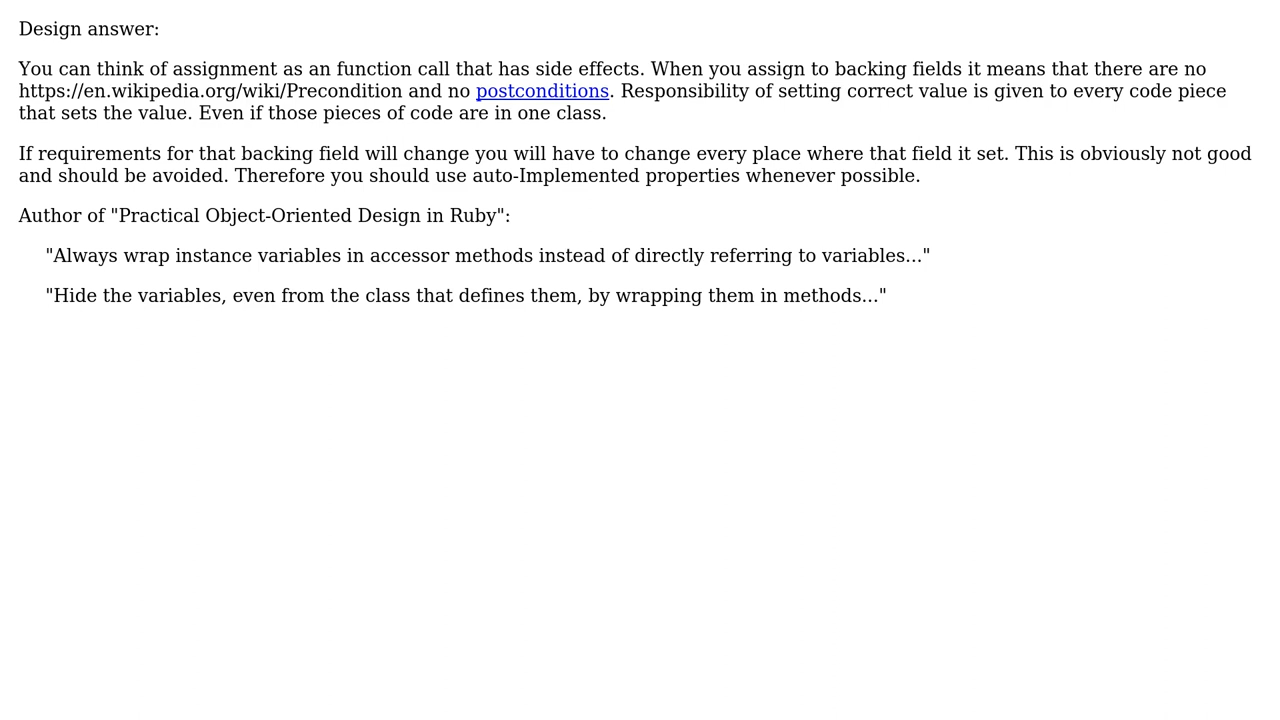 Design answer:
You can think of assignment as an function call that has side effects. When you assign to backing fields it means that there are no
https://en.wikipedia.org/wiki/Precondition and no postconditions. Responsibility of setting correct value is given to every code piece
that sets the value. Even if those pieces of code are in one class.
If requirements for that backing field will change you will have to change every place where that field it set. This is obviously not good
and should be avoided. Therefore you should use auto-Implemented properties whenever possible.
Author of "Practical Object-Oriented Design in Ruby":
"Always wrap instance variables in accessor methods instead of directly referring to variables..."
"Hide the variables, even from the class that defines them, by wrapping them in methods..."